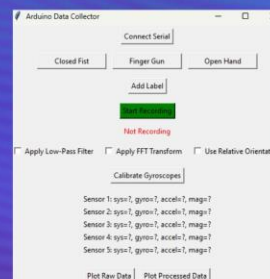 Arduino Data Collector
Connect Serial
Closed Fist Finger Gun Open Hand
Add Label
Start Recording
Not Recording
Apply Low-Pass Filter Apply FFT Transform Use Relative Orientat
Calibrate Gyroscopes
Sensor 1: sys=?, gyro=?, accel=?, mag=?
Sensor 2: sys=?, gyro=?, accel=?, mag=?
Sensor 3: sys=?, gyro=?, accel=?, mag=?
Sensor 4: sys=?, gyro=?, accel=?, mag=?
Sensor 5: sys=?, gyro=?, accel=?, mag=?
Plot Raw Data Plot Processed Data